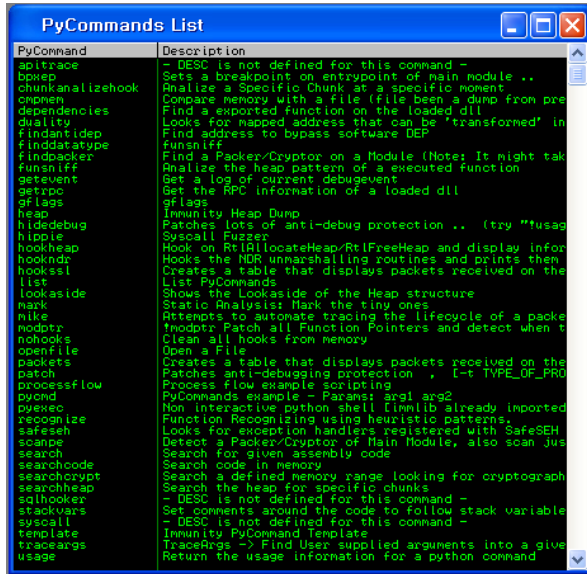 PyCommands List
PyCommand Description
apitrace - DESC is not defined for this command -
bpxep Sets a breakpoint on entrypoint of main module ..
chunkanalizehook Analize a Specific Chunk at a specific moment
cmpmem Compare memory with a file (file been a dump from pre
dependencies Find a exported function on the loaded dll
duality Looks for mapped address that can be 'transformed' in
findantidep Find address to bypass software DEP
finddatatype funsniff
findpacker Find a Packer/Cryptor on a Module (Note: It might tak
funsniff Analize the heap pattern of a executed function
getevent Get a log of current debugevent
getrpc Get the RPC information of a loaded dll
gflags gflags
heap Immunity Heap Dump
hidedebug Patches lots of anti-debug protection .. (try "!usag
hippie Syscall Fuzzer
hookheap Hook on RtlAllocateHeap/RtlFreeHeap and display infor
hookndr Hooks the NDR unmarshalling routines and prints them
hookssl Creates a table that displays packets received on the
list List PyCommands
lookaside Shows the Lookaside of the Heap structure
mark Static Analysis: Mark the tiny ones
mike Attempts to automate tracing the lifecycle of a packe
modptr !modptr Patch all Function Pointers and detect when t
nohooks Clean all hooks from memory
openfile Open a File
packets Creates a table that displays packets received on the
patch Patches anti-debugging protection , [-t TYPE_OF_PRO
processflow Process flow example scripting
pycmd PyCommands example - Params: arg1 arg2
pyexec Non interactive python shell [immlib already imported
recognize Function Recognizing using heuristic patterns.
safeseh Looks for exception handlers registered with SafeSEH
scanpe Detect a Packer/Cryptor of Main Module, also scan jus
search Search for given assembly code
searchcode Search code in memory
searchcrypt Search a defined memory range looking for cryptograph
searchheap Search the heap for specific chunks
sqlhooker - DESC is not defined for this command -
stackvars Set comments around the code to follow stack variable
syscall - DESC is not defined for this command -
template Immunity PyCommand Template
traceargs TraceArgs -> Find User supplied arguments into a give
usage Return the usage information for a python command